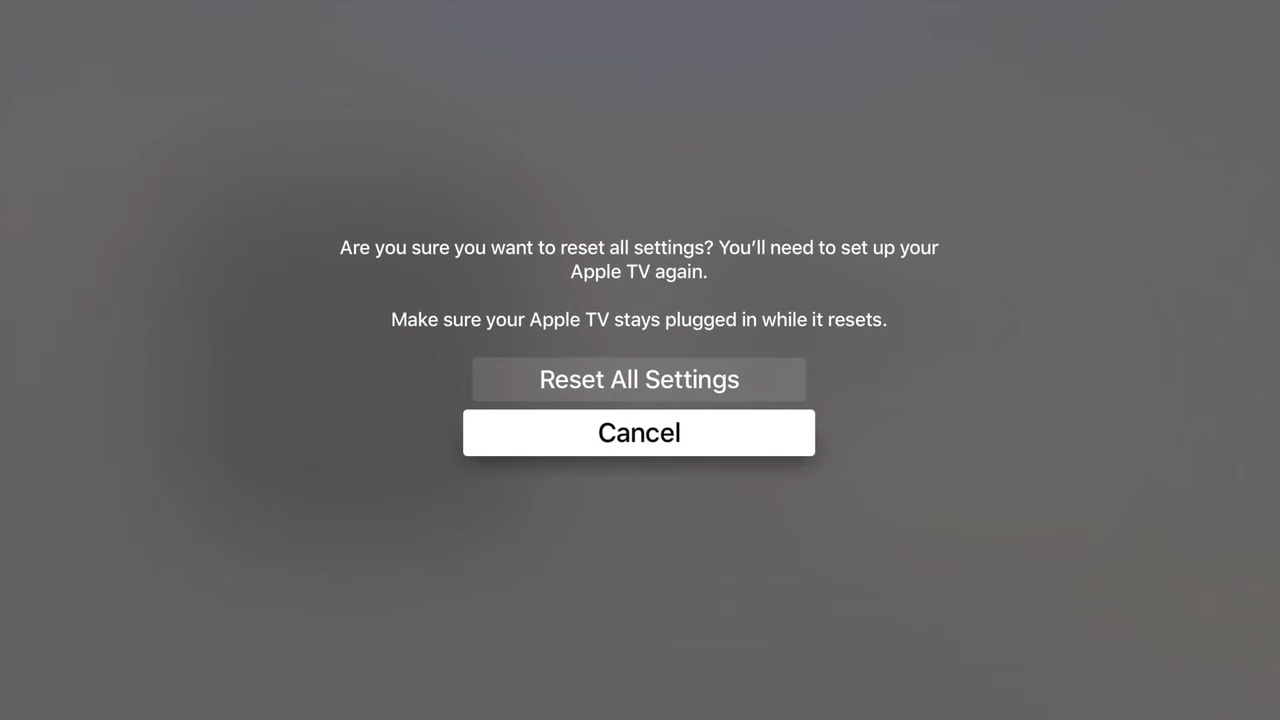 Are you sure you want to reset all settings? You’ll need to set up your
Apple TV again.
Make sure your Apple TV stays plugged in while it resets.
Reset All Settings
Cancel